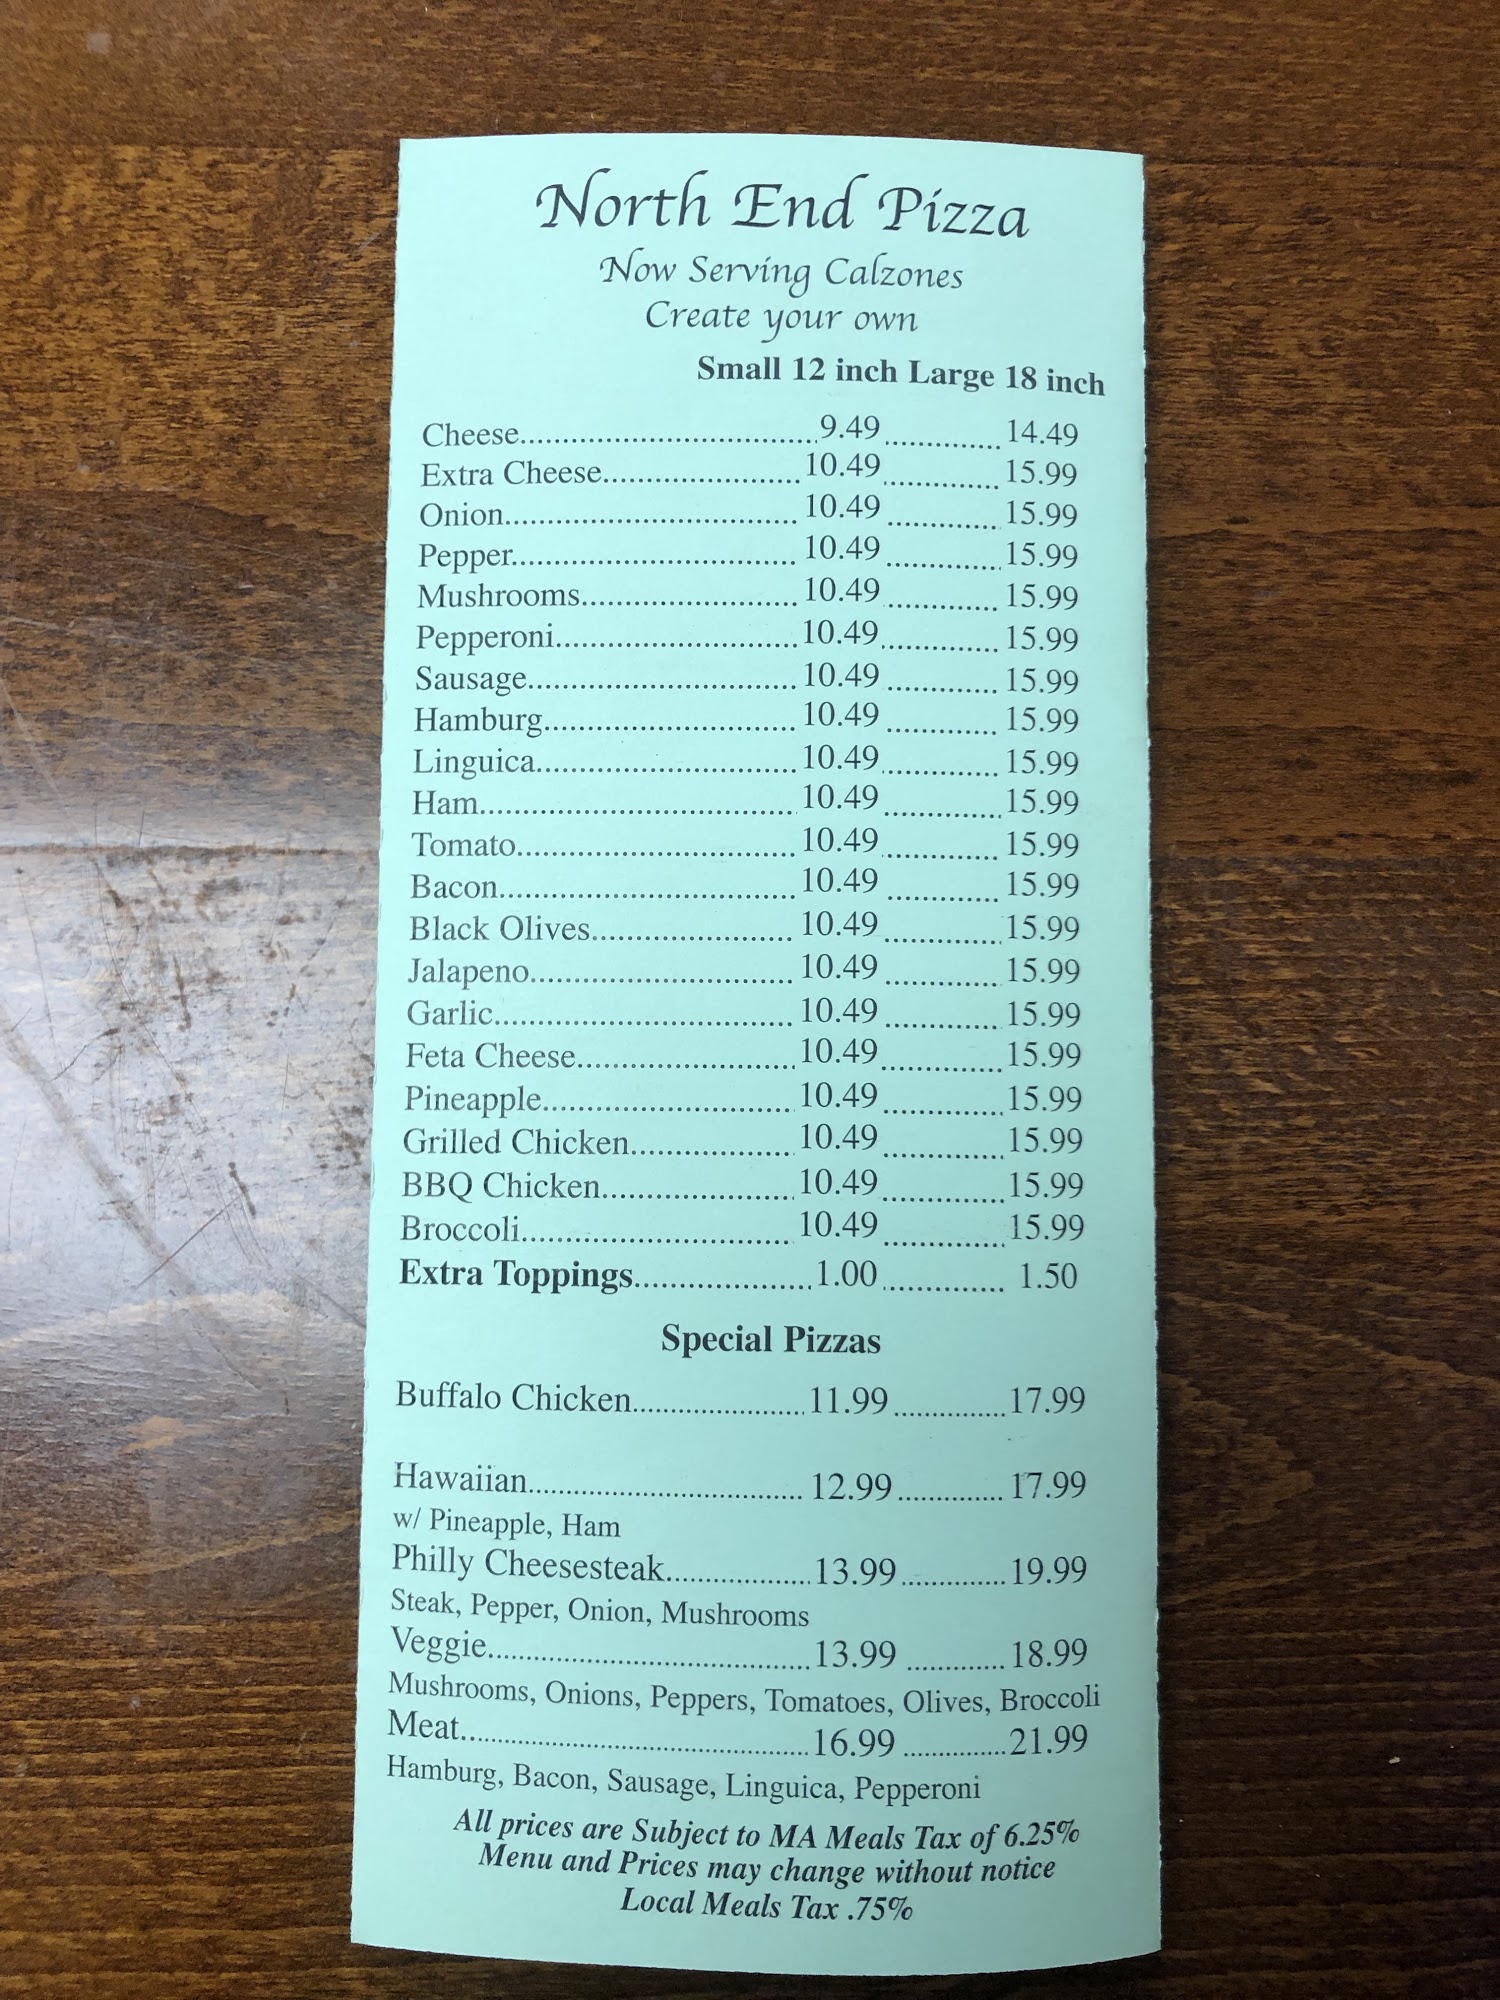 North End Pizza
Now Serving Calzones
Create your own
Small 12 inch Large 18 inch
Cheese 9.49 14.49
Extra Cheese 10.49 15.99
Onion 10.49 15.99
Pepper 10.49 15.99
Mushrooms 10.49 15.99
Pepperoni 10.49 15.99
Sausage 10.49 15.99
Hamburg 10.49 15.99
Linguica 10.49 15.99
Ham 10.49 15.99
Tomato 10.49 15.99
Bacon 10.49 15.99
Black Olives 10.49 15.99
Jalapeno 10.49 15.99
Garlic 10.49 15.99
Feta Cheese 10.49 15.99
Pineapple 10.49 15.99
Grilled Chicken 10.49 15.99
BBQ Chicken 10.49 15.99
Broccoli 10.49 15.99
Extra Toppings 1.00 1.50
Special Pizzas
Buffalo Chicken 11.99 17.99
Hawaiian 12.99 17.99
w/ Pineapple, Ham
Philly Cheesesteak 13.99 19.99
Steak, Pepper, Onion, Mushrooms
Veggie 13.99 18.99
Mushrooms, Onions, Peppers, Tomatoes, Olives, Broccoli
Meat 16.99 21.99
Hamburg, Bacon, Sausage, Linguica, Pepperoni
All prices are Subject to MA Meals Tax of 6.25%
Menu and Prices may change without notice
Local Meals Tax .75%